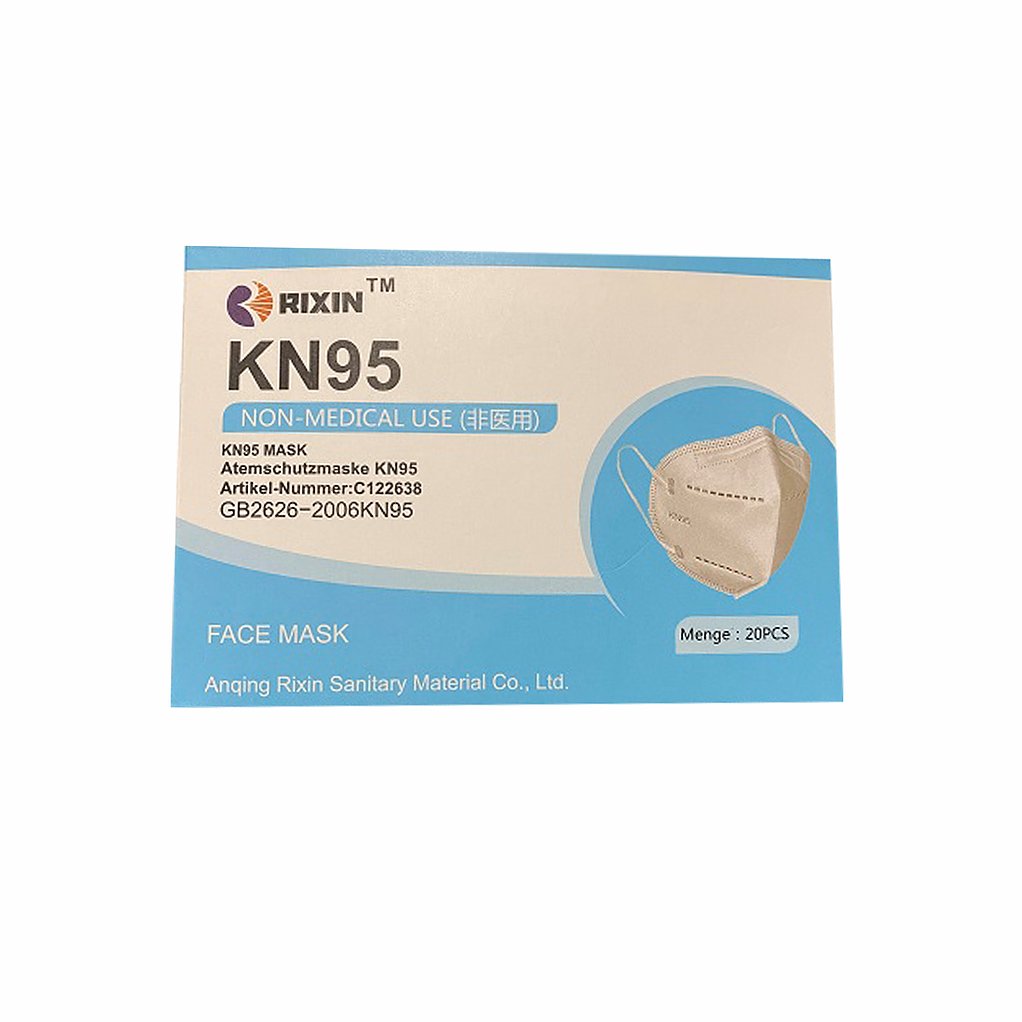 RIXIN™
KN95
NON-MEDICAL USE (非医用)
KN95 MASK
Atemschutzmaske KN95
Artikel-Nummer:C122638
GB2626-2006KN95
KN95
FACE MASK
Menge : 20PCS
Anqing Rixin Sanitary Material Co., Ltd.